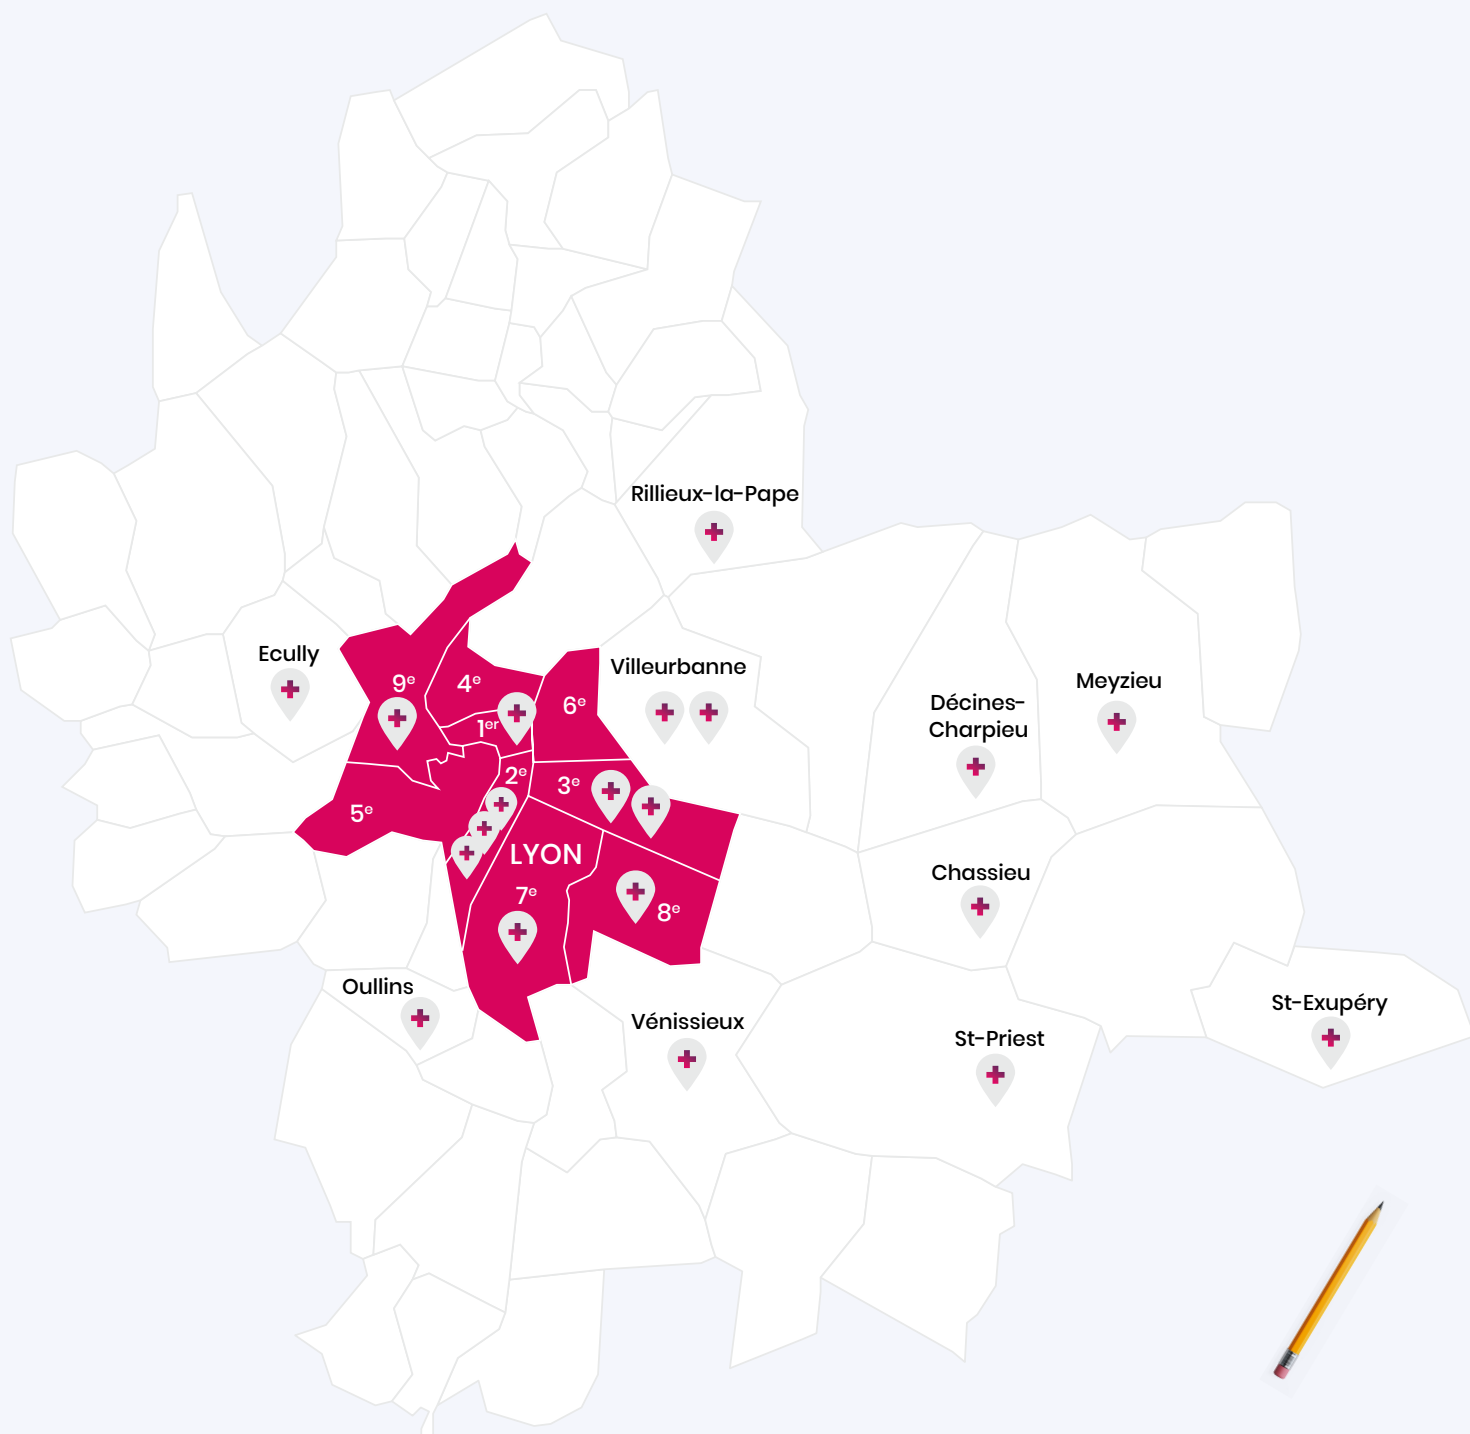 Rillieux-la-Pape
Ecully
Villeurbanne
9e
4e
6e
Meyzieu
Décines-
Charpieu
1er
2e
3e
5e
LYON
7e
8e
Chassieu
Oullins
Vénissieux
St-Priest
St-Exupéry